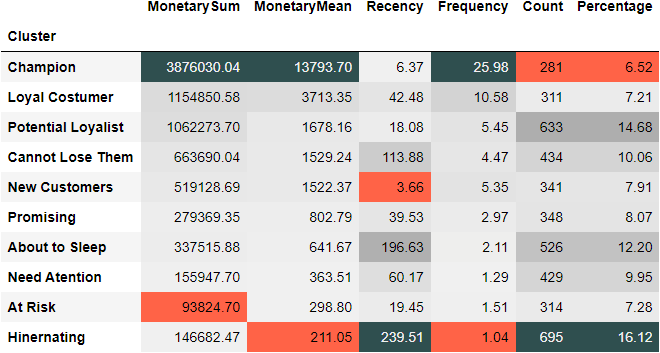 MonetarySum MonetaryMean Recency Frequency Count Percentage
Cluster
Champion 3876030.04 13793.70 6.37 25.98 281 6.52
Loyal Costumer 1154850.58 3713.35 42.48 10.58 311 7.21
Potential Loyalist 1062273.70 1678.16 18.08 5.45 633 14.68
Cannot Lose Them 663690.04 1529.24 113.88 4.47 434 10.06
New Customers 519128.69 1522.37 3.66 5.35 341 7.91
Promising 279369.35 802.79 39.53 2.97 348 8.07
About to Sleep 337515.88 641.67 196.63 2.11 526 12.20
Need Atention 155947.70 363.51 60.17 1.29 429 9.95
At Risk 93824.70 298.80 19.45 1.51 314 7.28
Hinernating 146682.47 211.05 239.51 1.04 695 16.12